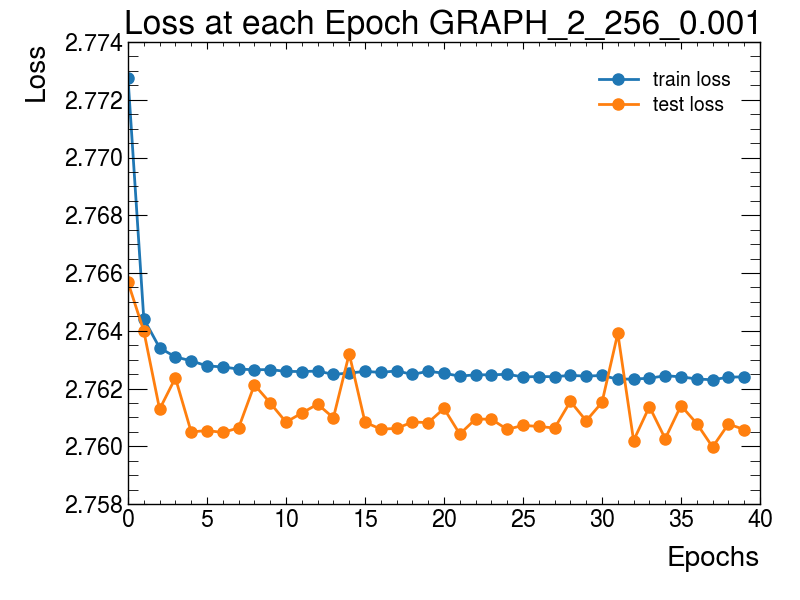 Loss at each Epoch GRAPH_2_256_0.001
Loss
2.774
2.772
2.770
2.768
2.766
2.764
2.762
2.760
2.758
train loss
test loss
0 5 10 15 20 25 30 35 40
Epochs